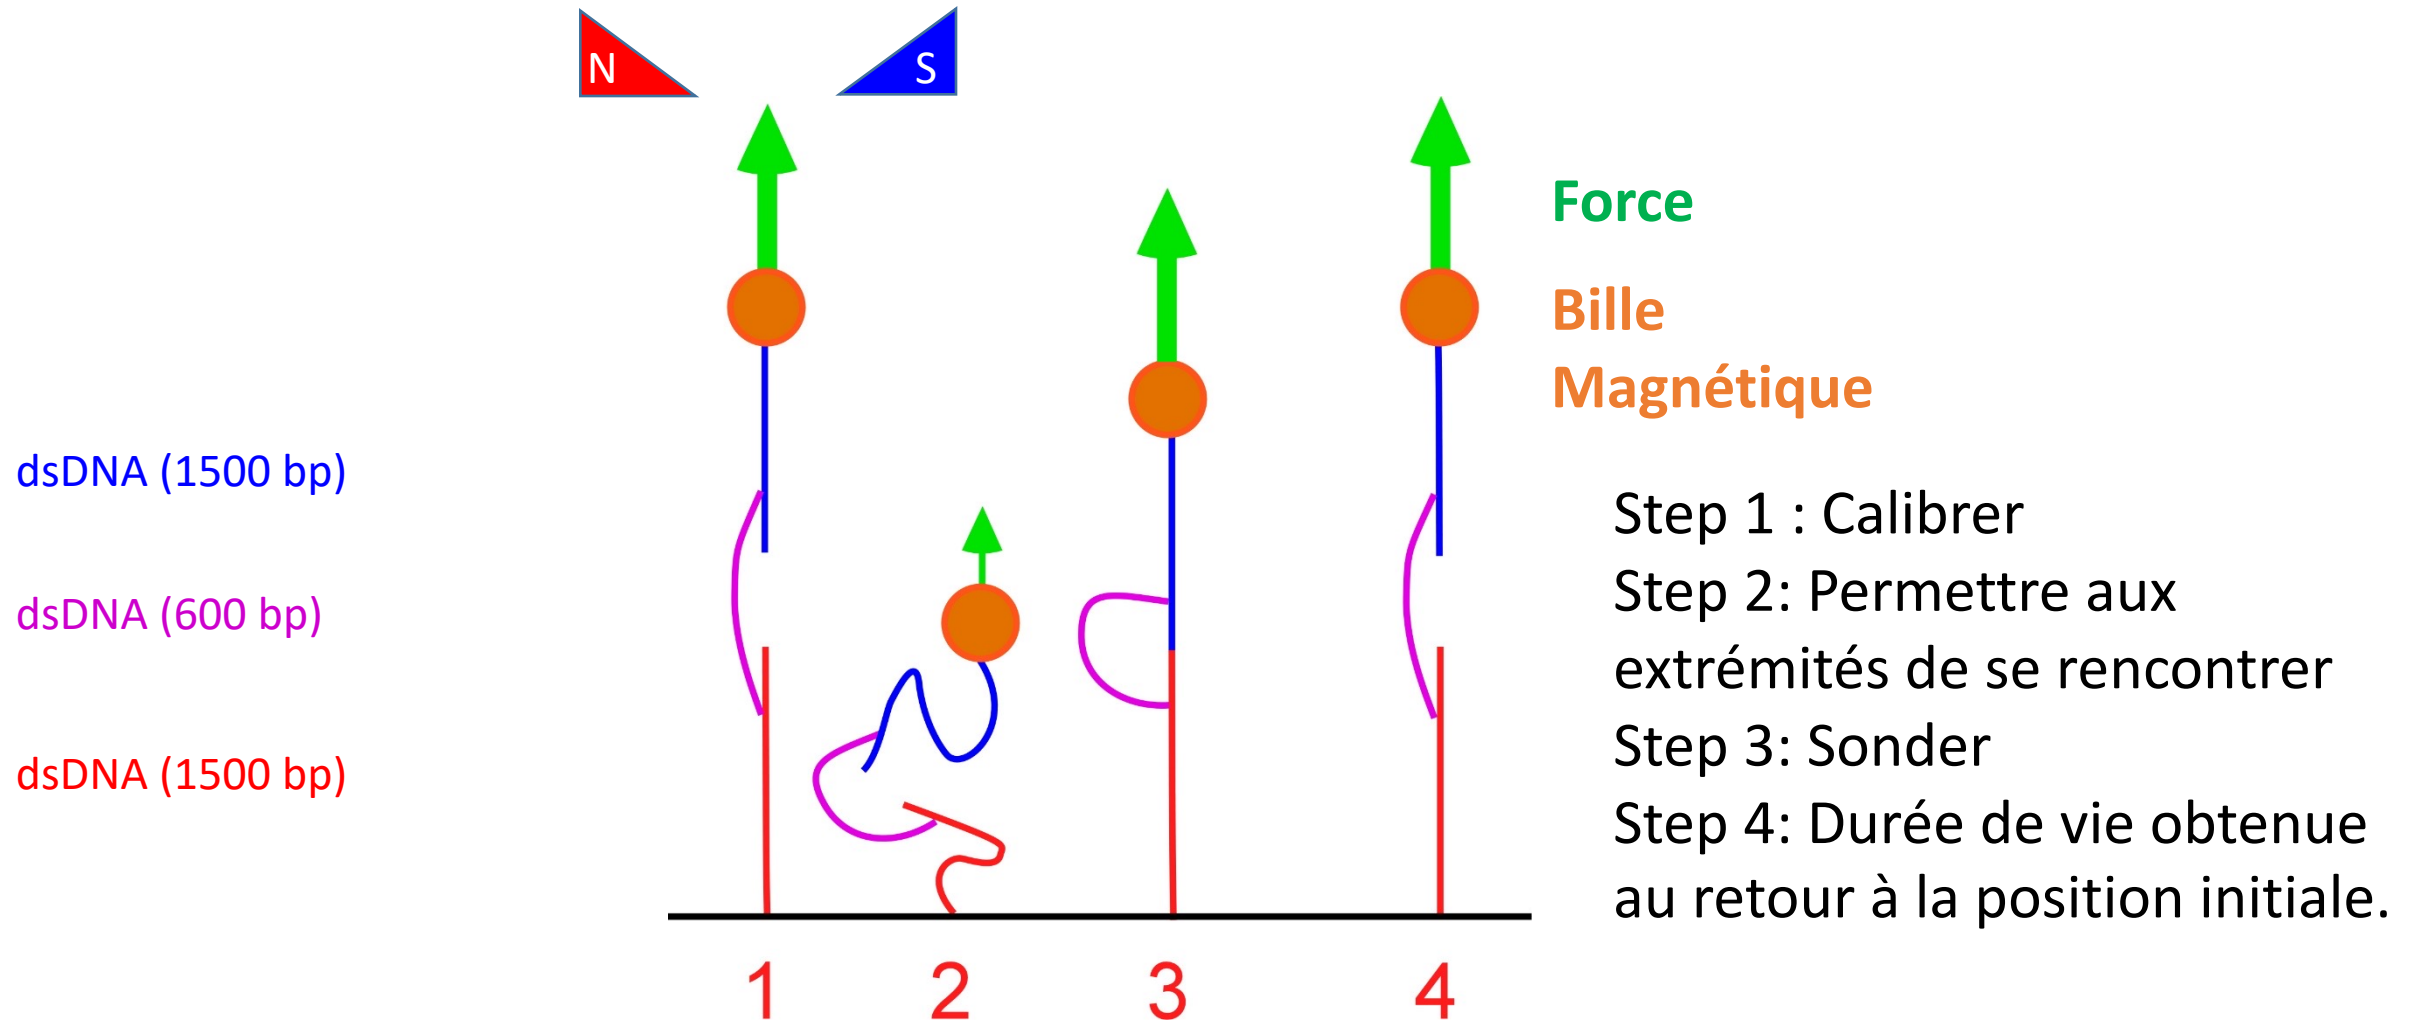 N
S
Force
Bille
Magnétique
dsDNA (1500 bp)
dsDNA (600 bp)
dsDNA (1500 bp)
Step 1 : Calibrer
Step 2: Permettre aux
extrémités de se rencontrer
Step 3: Sonder
Step 4: Durée de vie obtenue
au retour à la position initiale.
1
2
3
4